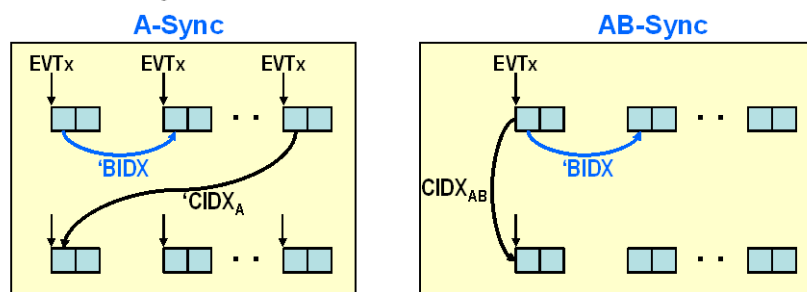 A-Sync
AB-Sync
EVTx EVTx EVTx
EVTx
‘BIDX
‘BIDX
‘CIDXA
CIDXAB